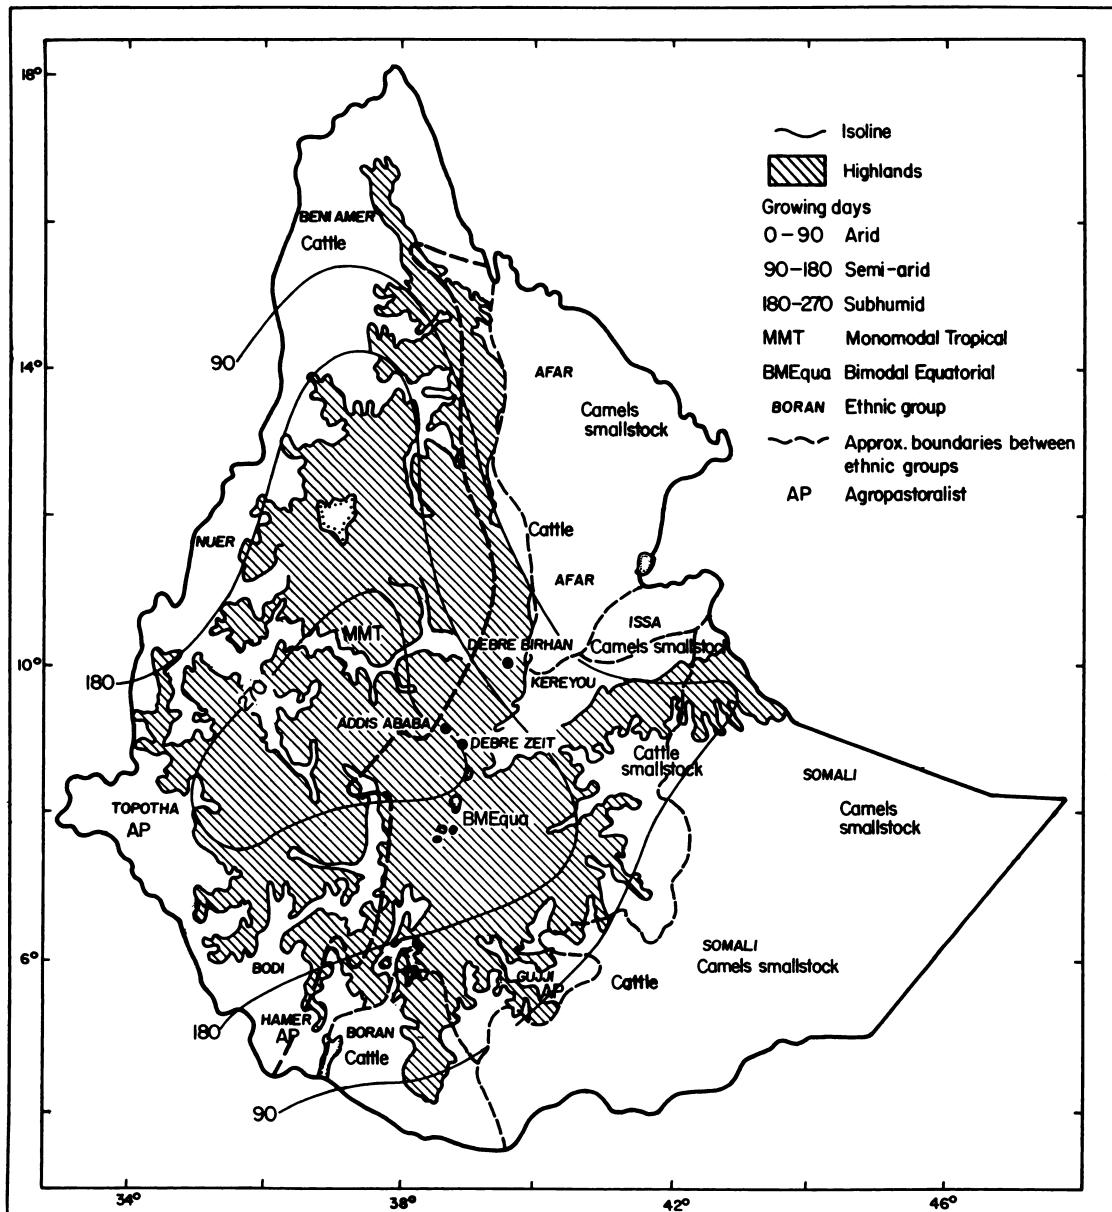 18°
14°
10°
6°
34°
38°
42°
46°
Isoline
Highlands
Growing days
0-90 Arid
90-180 Semi-arid
180-270 Subhumid
MMT Monomodal Tropical
BMEqua Bimodal Equatorial
BORAN Ethnic group
Approx. boundaries between
ethnic groups
AP Agropastoralist
BENI AMER
Cattle
90
AFAR
Camels
smallstock
Cattle
NUER
AFAR
ISSA
Camels smallstock
MMT
DEBRE BIRHAN
180
KEREYOU
ADDIS ABABA
DEBRE ZEIT
Cattle
smallstock
SOMALI
Camels
smallstock
TOPOTHA
AP
BMEqua
SOMALI
Camels smallstock
BODI
GUJJI
AP
Cattle
180
HAMER
AP
BORAN
Cattle
90